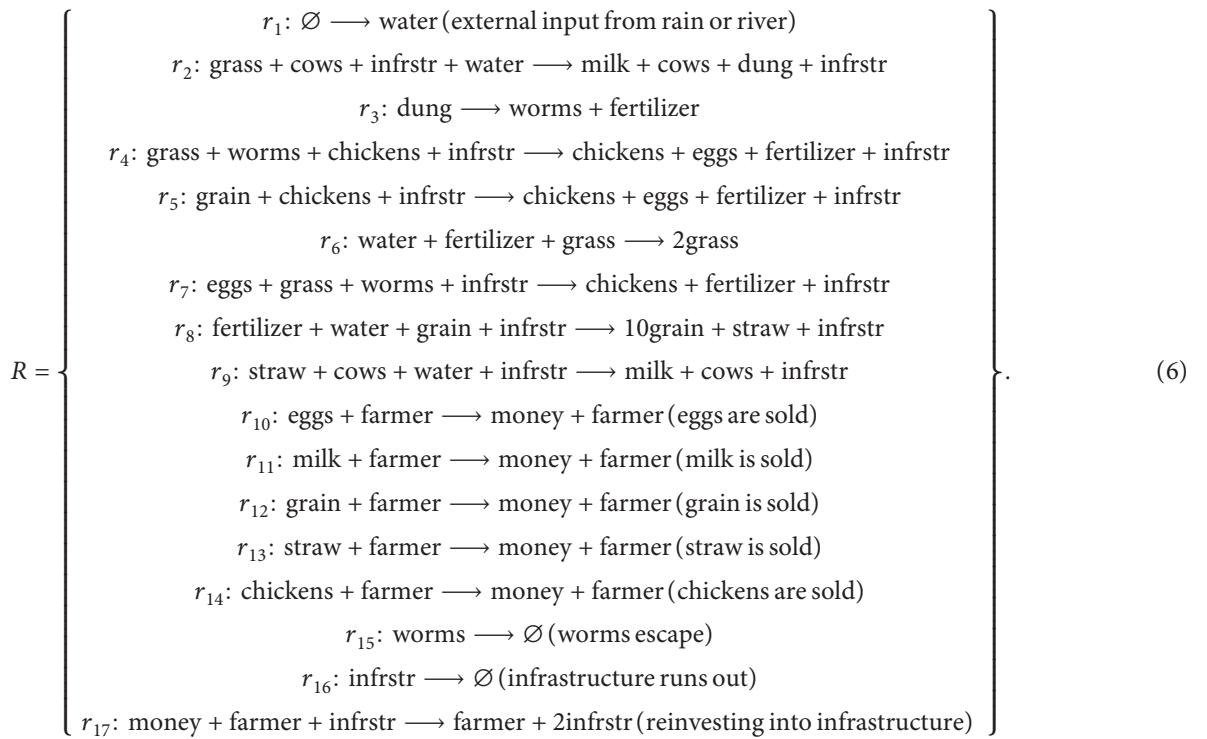 r1: ∅ ⟶ water (external input from rain or river)
r2: grass + cows + infrstr + water ⟶ milk + cows + dung + infrstr
r3: dung ⟶ worms + fertilizer
r4: grass + worms + chickens + infrstr ⟶ chickens + eggs + fertilizer + infrstr
r5: grain + chickens + infrstr ⟶ chickens + eggs + fertilizer + infrstr
r6: water + fertilizer + grass ⟶ 2grass
r7: eggs + grass + worms + infrstr ⟶ chickens + fertilizer + infrstr
r8: fertilizer + water + grain + infrstr ⟶ 10grain + straw + infrstr
R = { r9: straw + cows + water + infrstr ⟶ milk + cows + infrstr }. (6)
r10: eggs + farmer ⟶ money + farmer (eggs are sold)
r11: milk + farmer ⟶ money + farmer (milk is sold)
r12: grain + farmer ⟶ money + farmer (grain is sold)
r13: straw + farmer ⟶ money + farmer (straw is sold)
r14: chickens + farmer ⟶ money + farmer (chickens are sold)
r15: worms ⟶ ∅ (worms escape)
r16: infrstr ⟶ ∅ (infrastructure runs out)
r17: money + farmer + infrstr ⟶ farmer + 2infrstr (reinvesting into infrastructure)